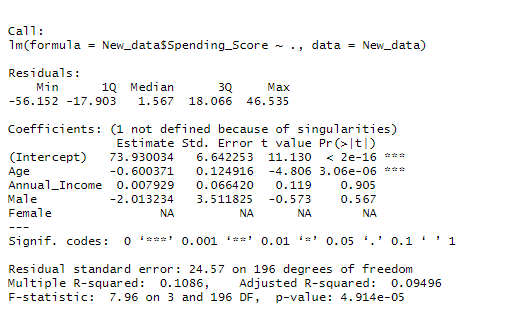 Call:
lm(formula = New_data$Spending_Score ~ ., data = New_data)
Residuals:
    Min      1Q  Median      3Q     Max
-56.152 -17.903   1.567  18.066  46.535
Coefficients: (1 not defined because of singularities)
               Estimate Std. Error t value Pr(>|t|)
(Intercept)   73.930034   6.642253  11.130  < 2e-16 ***
Age           -0.600371   0.124916  -4.806 3.06e-06 ***
Annual_Income  0.007929   0.066420   0.119    0.905
Male          -2.013234   3.511825  -0.573    0.567
Female               NA         NA      NA       NA
---
Signif. codes:  0 ‘***’ 0.001 ‘**’ 0.01 ‘*’ 0.05 ‘.’ 0.1 ‘ ’ 1
Residual standard error: 24.57 on 196 degrees of freedom
Multiple R-squared:  0.1086,	Adjusted R-squared:  0.09496
F-statistic:  7.96 on 3 and 196 DF,  p-value: 4.914e-05